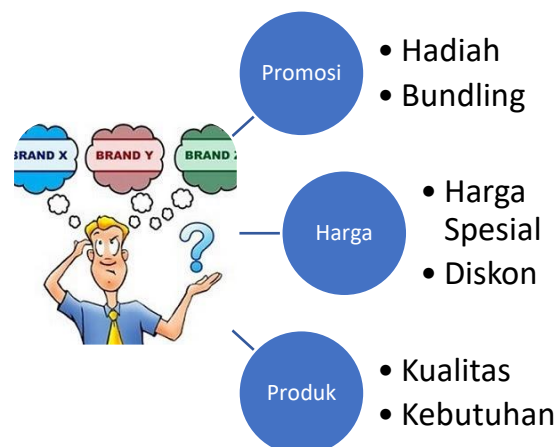 Promosi
• Hadiah
• Bundling
BRAND X
BRAND Y
BRAND
?
Harga
• Harga
Spesial
• Diskon
Produk
• Kualitas
• Kebutuhan